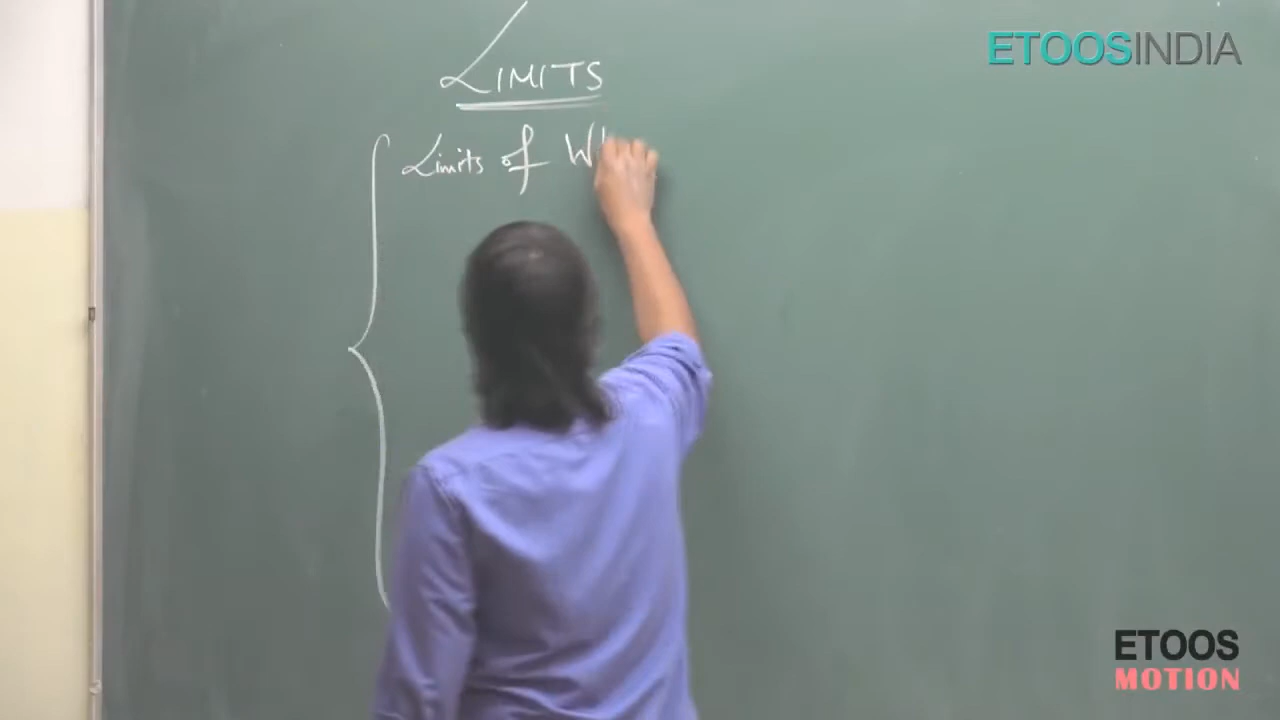 ETOOSINDIA
LIMITS
Limits of
ETOOS
MOTION